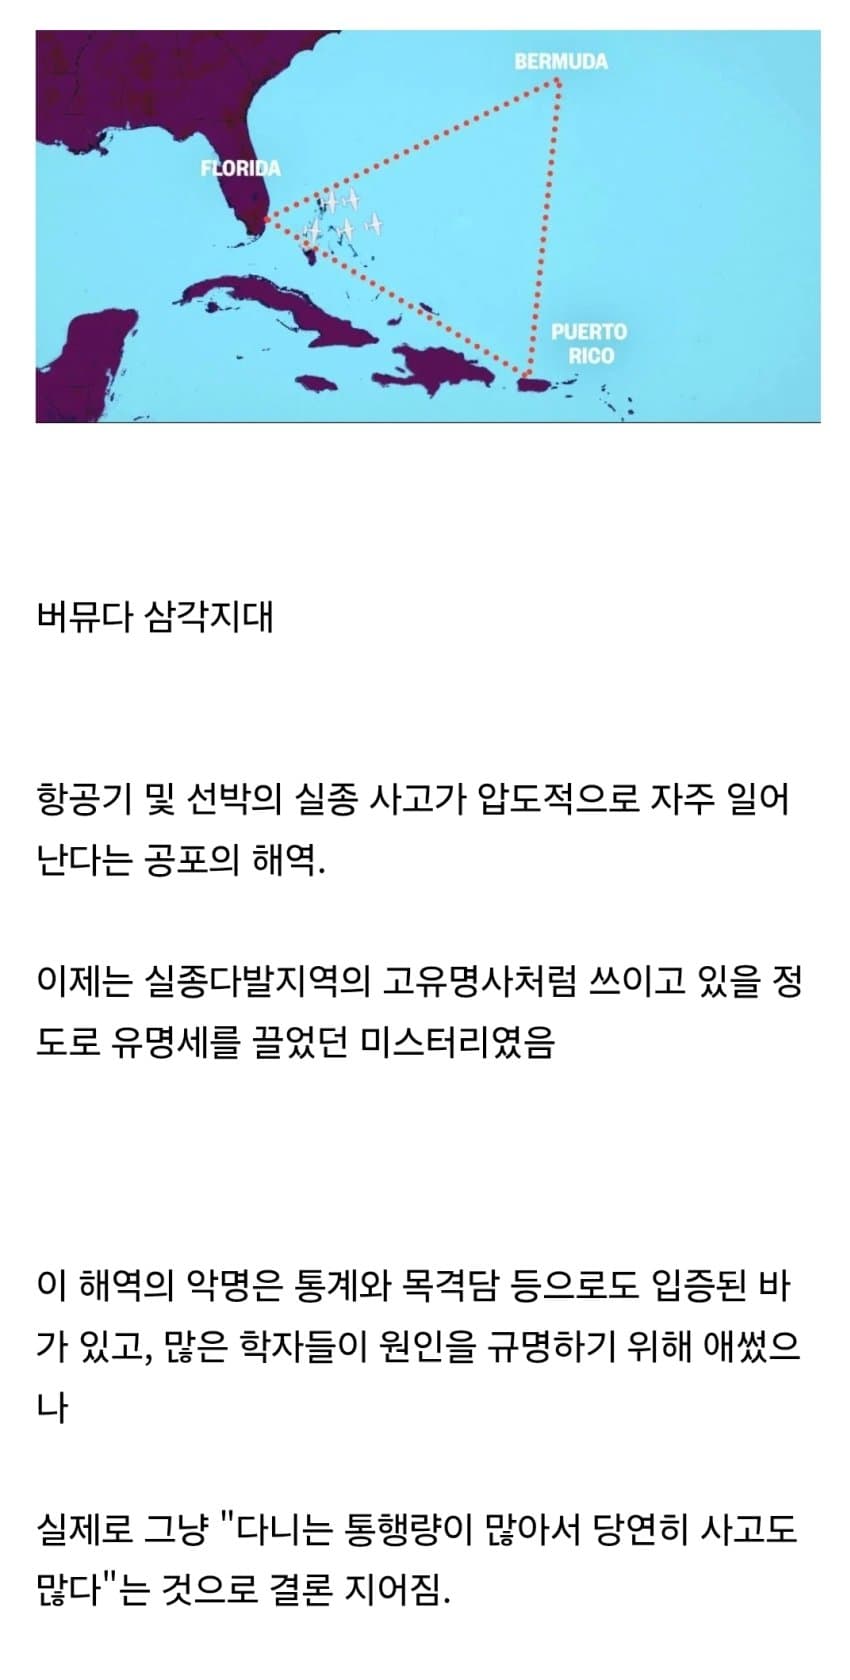 BERMUDA
FLORIDA
PUERTO
RICO
버뮤다 삼각지대
항공기 및 선박의 실종 사고가 압도적으로 자주 일어
난다는 공포의 해역.
이제는 실종다발지역의 고유명사처럼 쓰이고 있을 정
도로 유명세를 끌었던 미스터리였음
이 해역의 악명은 통계와 목격담 등으로도 입증된 바
가 있고, 많은 학자들이 원인을 규명하기 위해 애썼으
나
실제로 그냥 "다니는 통행량이 많아서 당연히 사고도
많다"는 것으로 결론 지어짐.